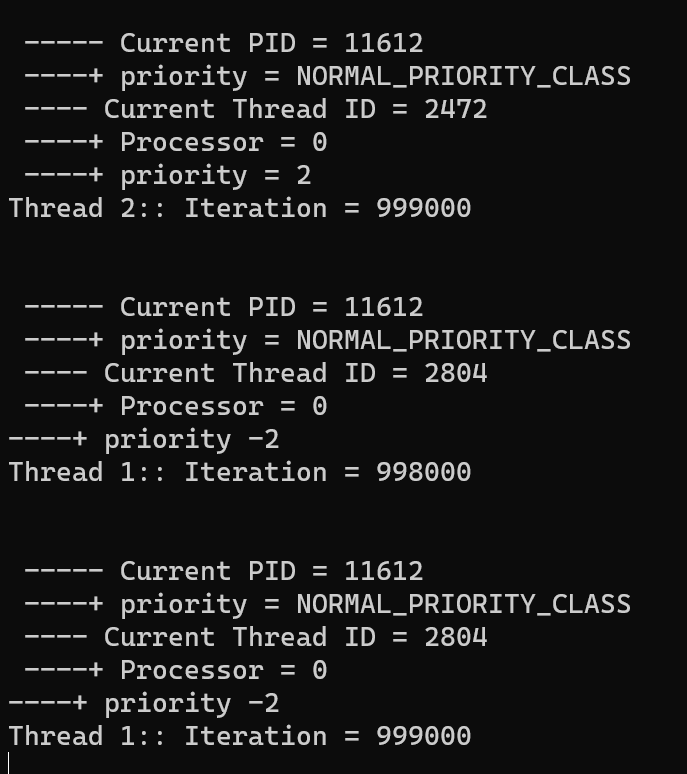 ----- Current PID = 11612
----+ priority = NORMAL_PRIORITY_CLASS
---- Current Thread ID = 2472
----+ Processor = 0
----+ priority = 2
Thread 2:: Iteration = 999000
----- Current PID = 11612
----+ priority = NORMAL_PRIORITY_CLASS
---- Current Thread ID = 2804
----+ Processor = 0
----+ priority -2
Thread 1:: Iteration = 998000
----- Current PID = 11612
----+ priority = NORMAL_PRIORITY_CLASS
---- Current Thread ID = 2804
----+ Processor = 0
----+ priority -2
Thread 1:: Iteration = 999000